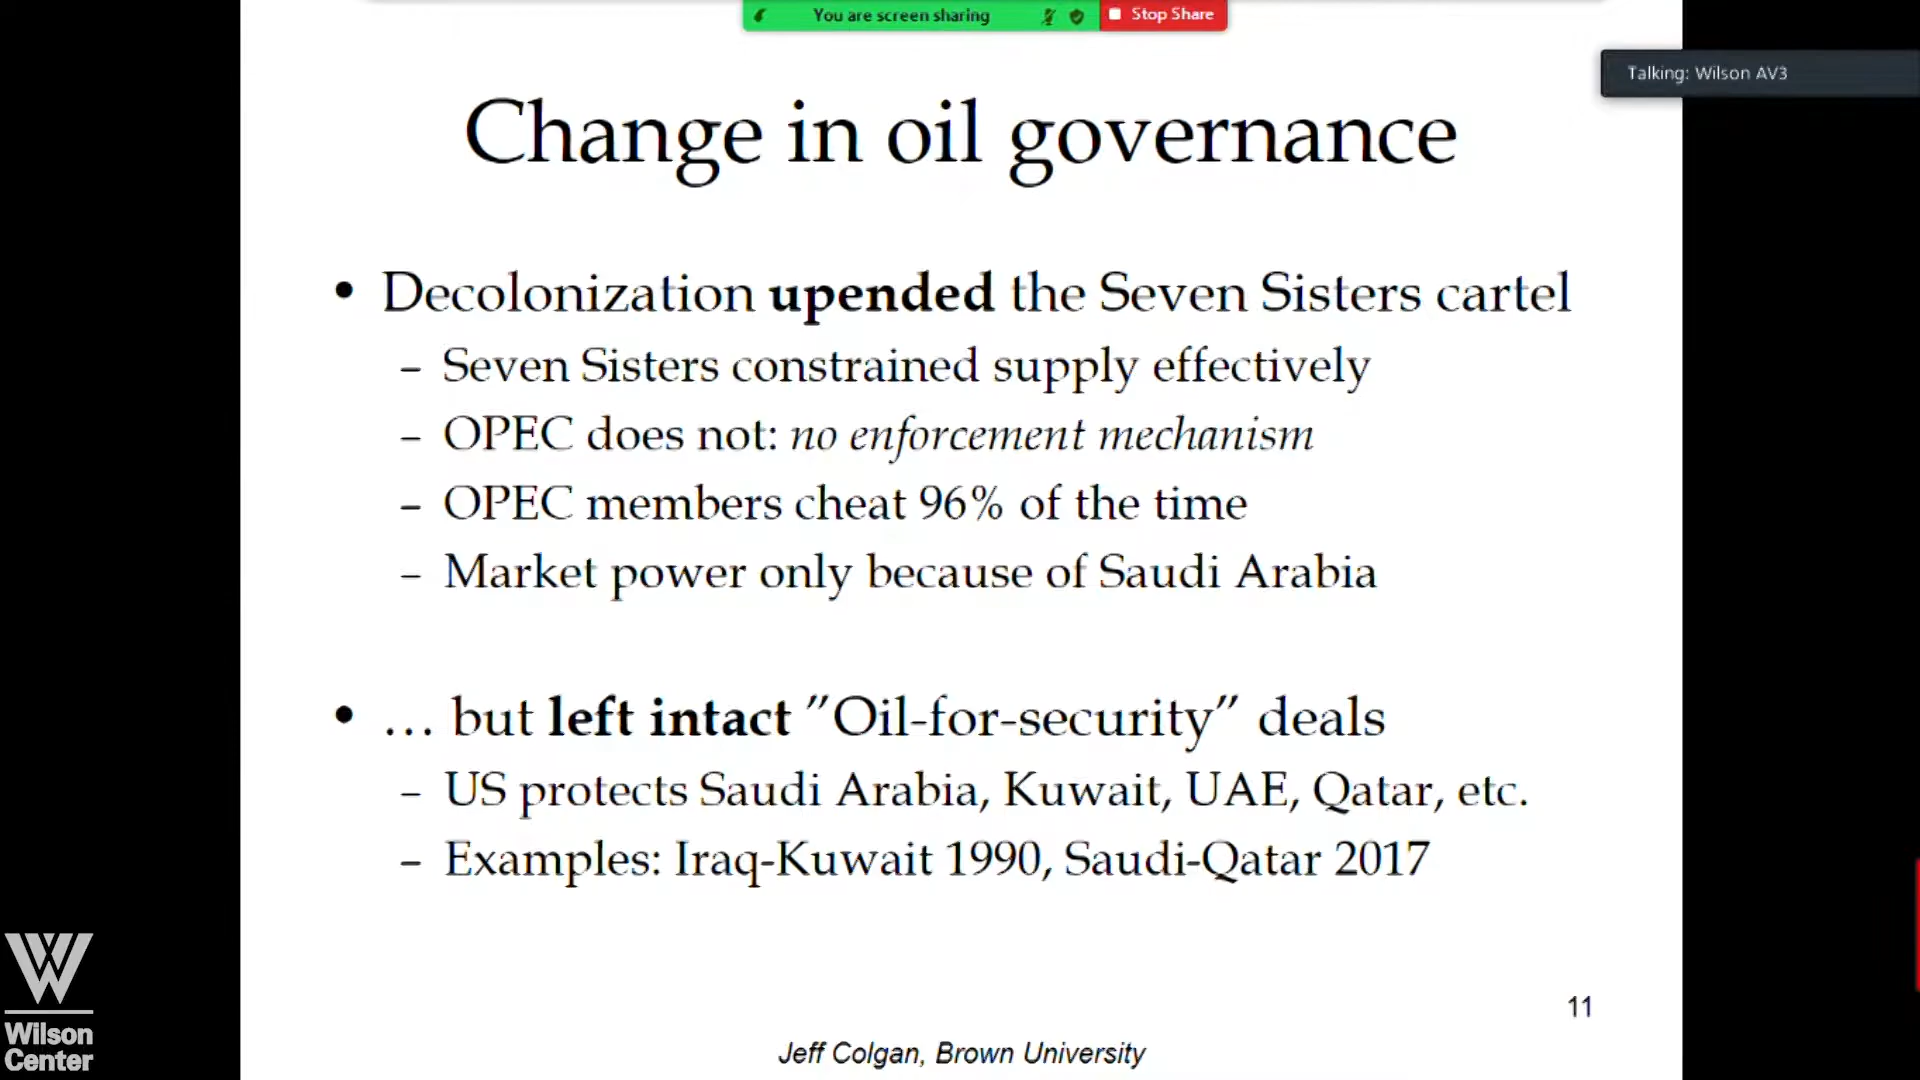 You are screen sharing
Stop Share
Talking: Wilson AV3
Change in oil governance
• Decolonization upended the Seven Sisters cartel
– Seven Sisters constrained supply effectively
– OPEC does not: no enforcement mechanism
– OPEC members cheat 96% of the time
– Market power only because of Saudi Arabia
• … but left intact ”Oil-for-security” deals
– US protects Saudi Arabia, Kuwait, UAE, Qatar, etc.
– Examples: Iraq-Kuwait 1990, Saudi-Qatar 2017
11
Jeff Colgan, Brown University
Wilson
Center